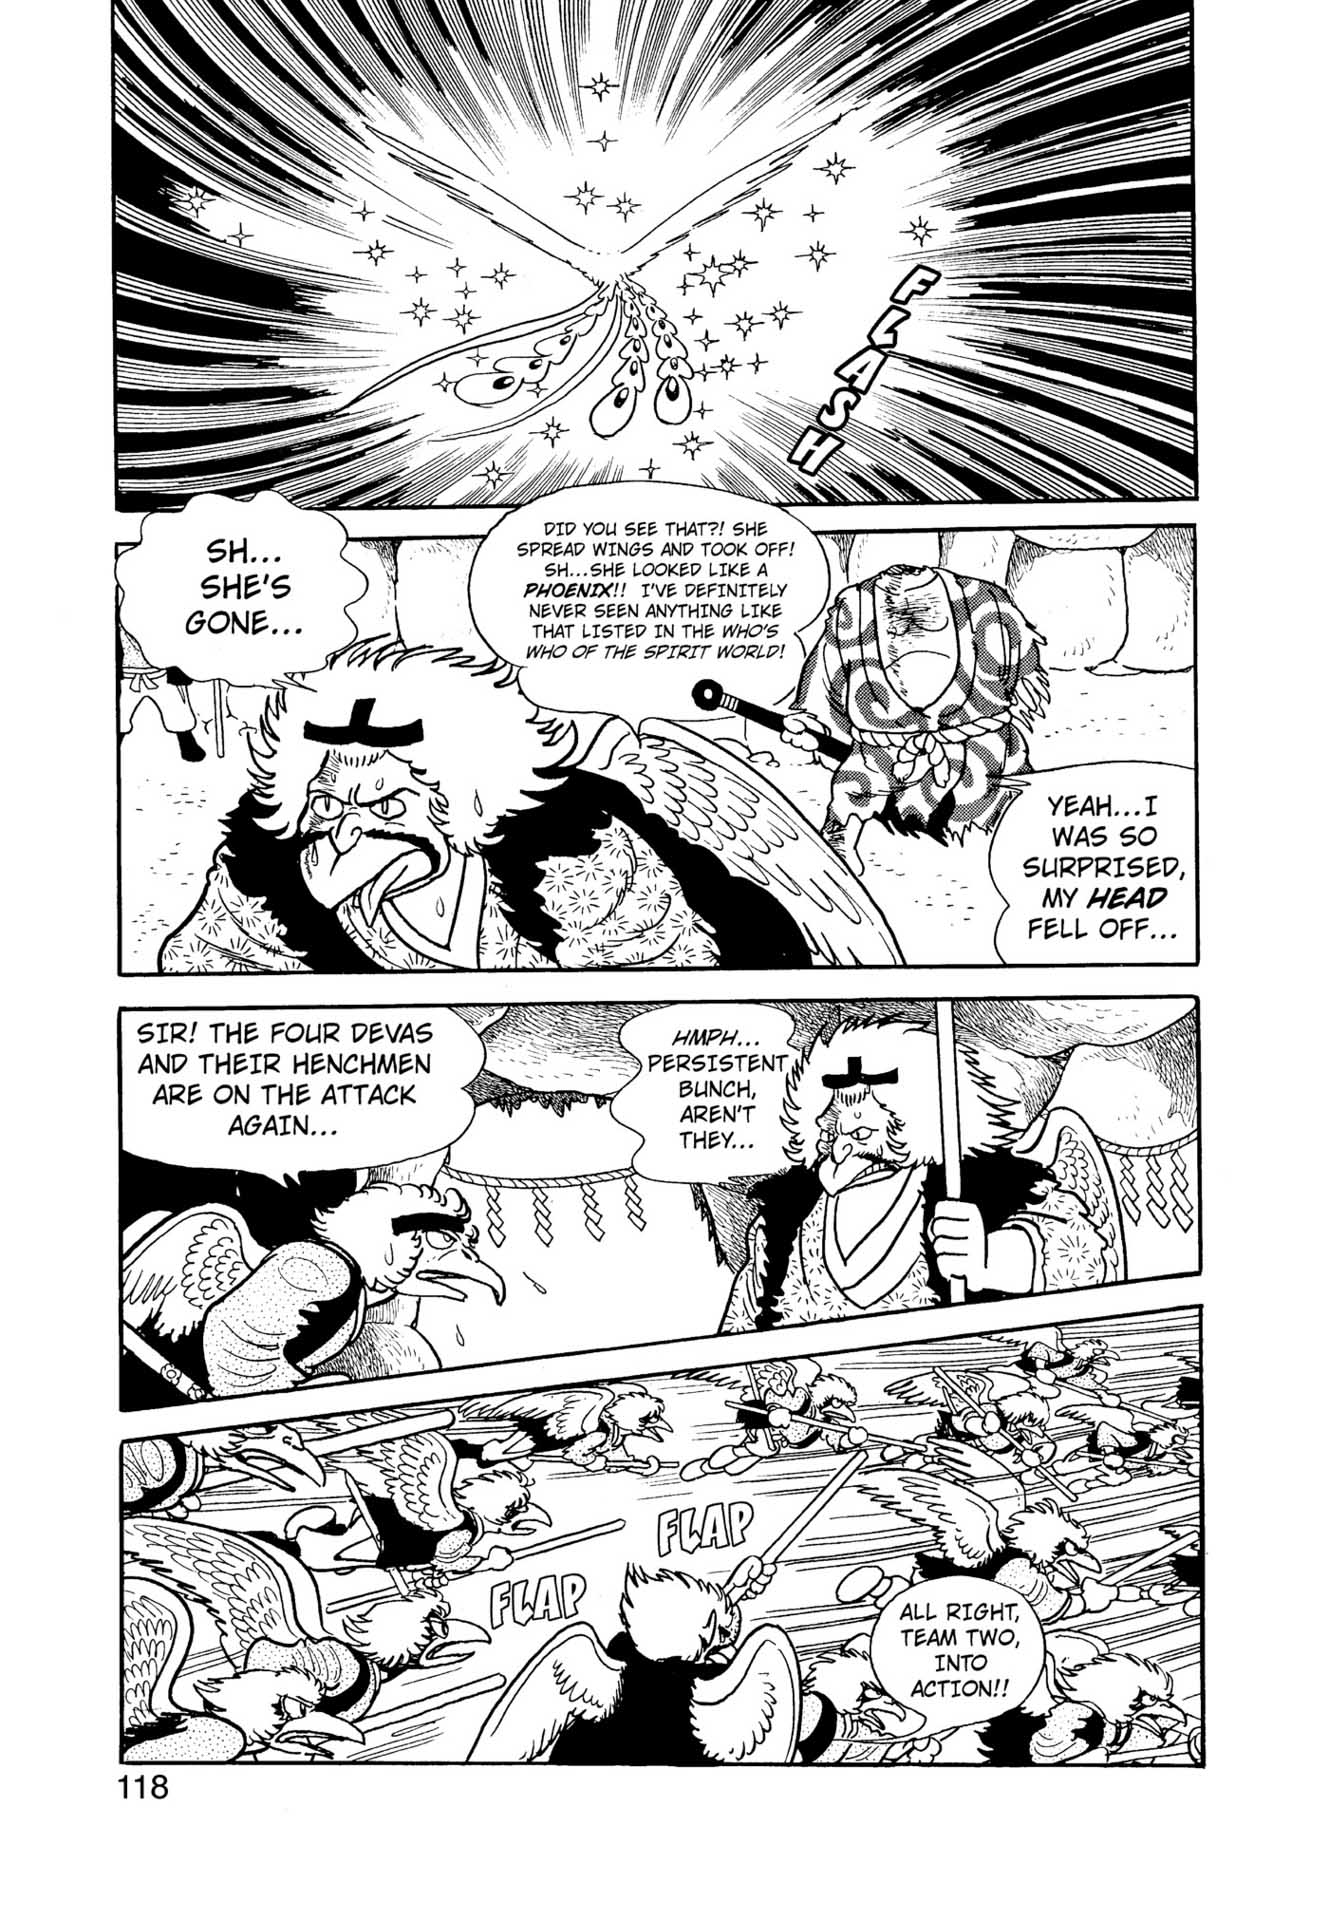 FLASH
SH...
SHE'S
GONE...
DID YOU SEE THAT?! SHE
SPREAD WINGS AND TOOK OFF!
SH...SHE LOOKED LIKE A
PHOENIX!! I'VE DEFINITELY
NEVER SEEN ANYTHING LIKE
THAT LISTED IN THE WHO'S
WHO OF THE SPIRIT WORLD!
YEAH...I
WAS SO
SURPRISED,
MY HEAD
FELL OFF...
SIR! THE FOUR DEVAS
AND THEIR HENCHMEN
ARE ON THE ATTACK
AGAIN...
HMPH...
PERSISTENT
BUNCH,
AREN'T
THEY...
FLAP
FLAP
ALL RIGHT,
TEAM TWO,
INTO
ACTION!!
118